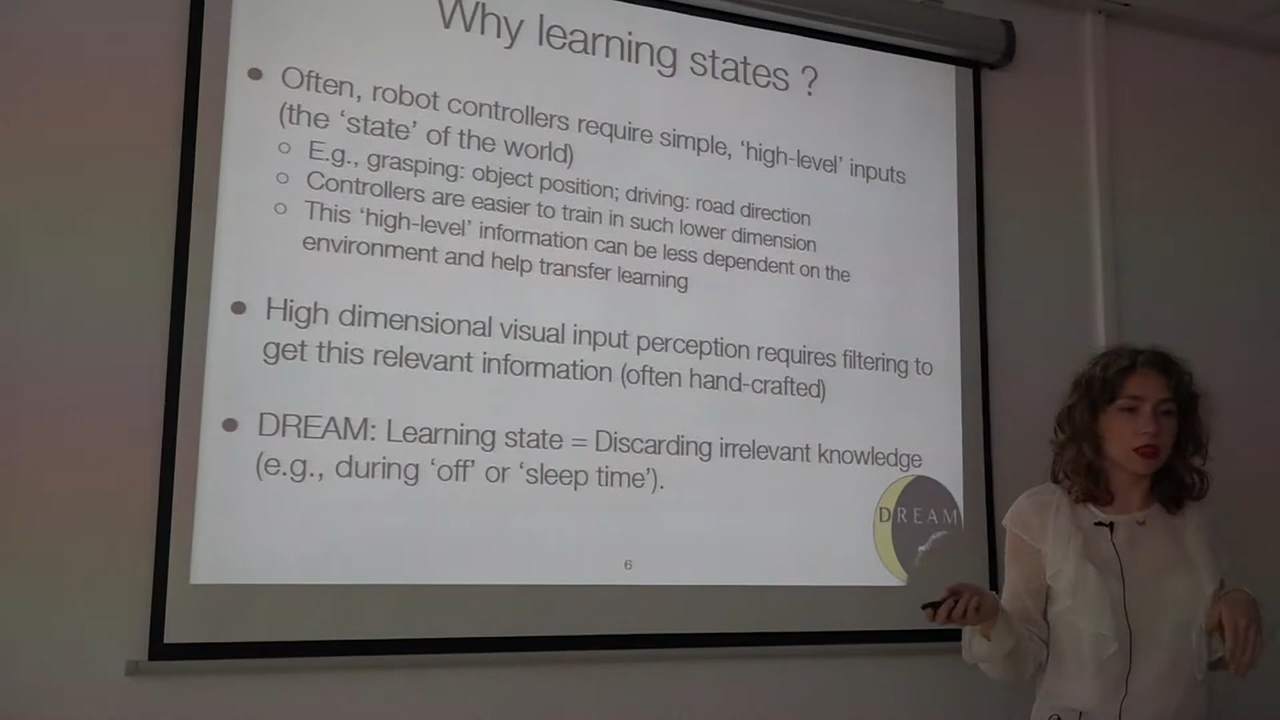 Why learning states ?
● Often, robot controllers require simple, ‘high-level’ inputs
(the ‘state’ of the world)
○ E.g., grasping: object position; driving: road direction
○ Controllers are easier to train in such lower dimension
○ This ‘high-level’ information can be less dependent on the
environment and help transfer learning
● High dimensional visual input perception requires filtering to
get this relevant information (often hand-crafted)
● DREAM: Learning state = Discarding irrelevant knowledge
(e.g., during ‘off’ or ‘sleep time’).
DREAM
6